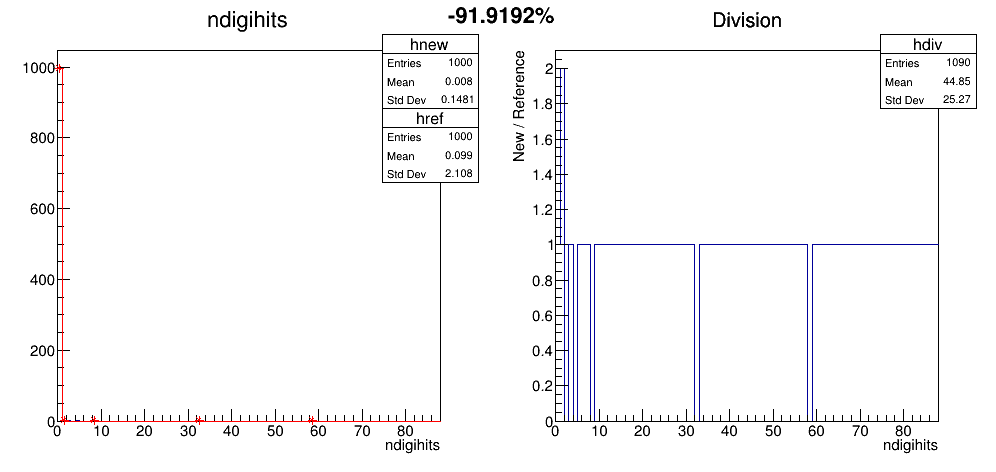 -91.9192%
ndigihits
hnew
Entries 1000
Mean 0.008
Std Dev 0.1481
href
Entries 1000
Mean 0.099
Std Dev 2.108
1000
800
600
400
200
0
0 10 20 30 40 50 60 70 80
ndigihits
Division
hdiv
Entries 1090
Mean 44.85
Std Dev 25.27
New / Reference
2
1.8
1.6
1.4
1.2
1
0.8
0.6
0.4
0.2
0
0 10 20 30 40 50 60 70 80
ndigihits